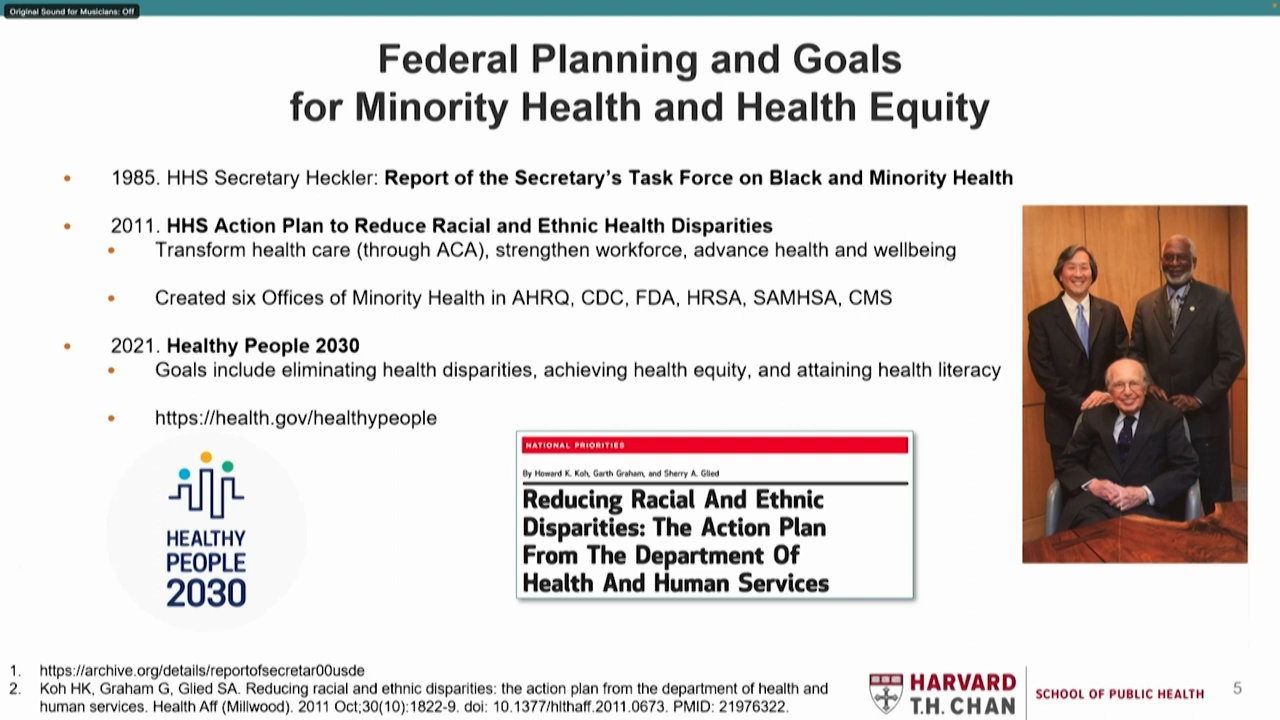 Original Sound for Musicians: Off
Federal Planning and Goals
for Minority Health and Health Equity
• 1985. HHS Secretary Heckler: Report of the Secretary’s Task Force on Black and Minority Health
• 2011. HHS Action Plan to Reduce Racial and Ethnic Health Disparities
• Transform health care (through ACA), strengthen workforce, advance health and wellbeing
• Created six Offices of Minority Health in AHRQ, CDC, FDA, HRSA, SAMHSA, CMS
• 2021. Healthy People 2030
• Goals include eliminating health disparities, achieving health equity, and attaining health literacy
• https://health.gov/healthypeople
HEALTHY
PEOPLE
2030
NATIONAL PRIORITIES
By Howard K. Koh, Garth Graham, and Sherry A. Glied
Reducing Racial And Ethnic
Disparities: The Action Plan
From The Department Of
Health And Human Services
1. https://archive.org/details/reportofsecretar00usde
2. Koh HK, Graham G, Glied SA. Reducing racial and ethnic disparities: the action plan from the department of health and
human services. Health Aff (Millwood). 2011 Oct;30(10):1822-9. doi: 10.1377/hlthaff.2011.0673. PMID: 21976322.
HARVARD
T.H. CHAN
SCHOOL OF PUBLIC HEALTH
5